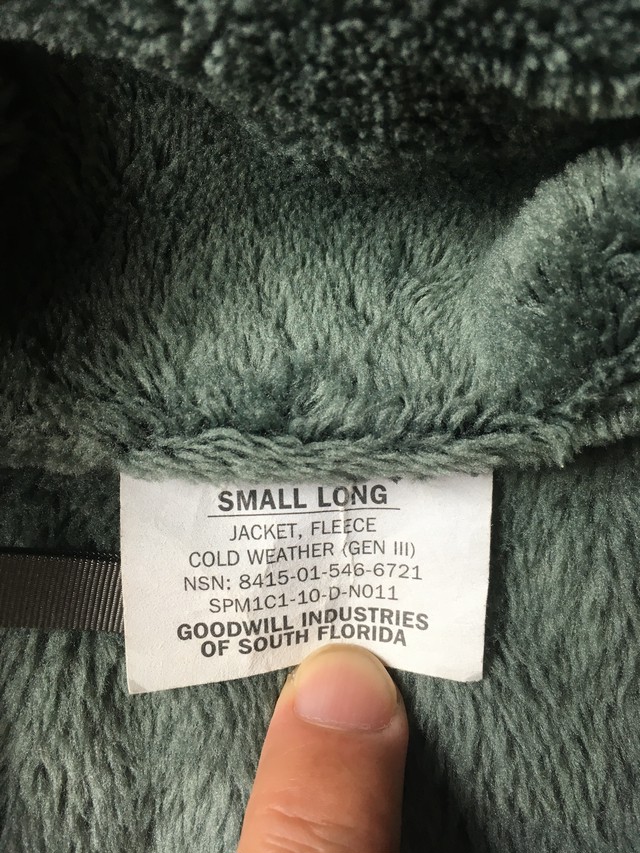 SMALL LONG
JACKET, FLEECE
COLD WEATHER (GEN III)
NSN: 8415-01-546-6721
SPM1C1-10-D-N011
GOODWILL INDUSTRIES
OF SOUTH FLORIDA